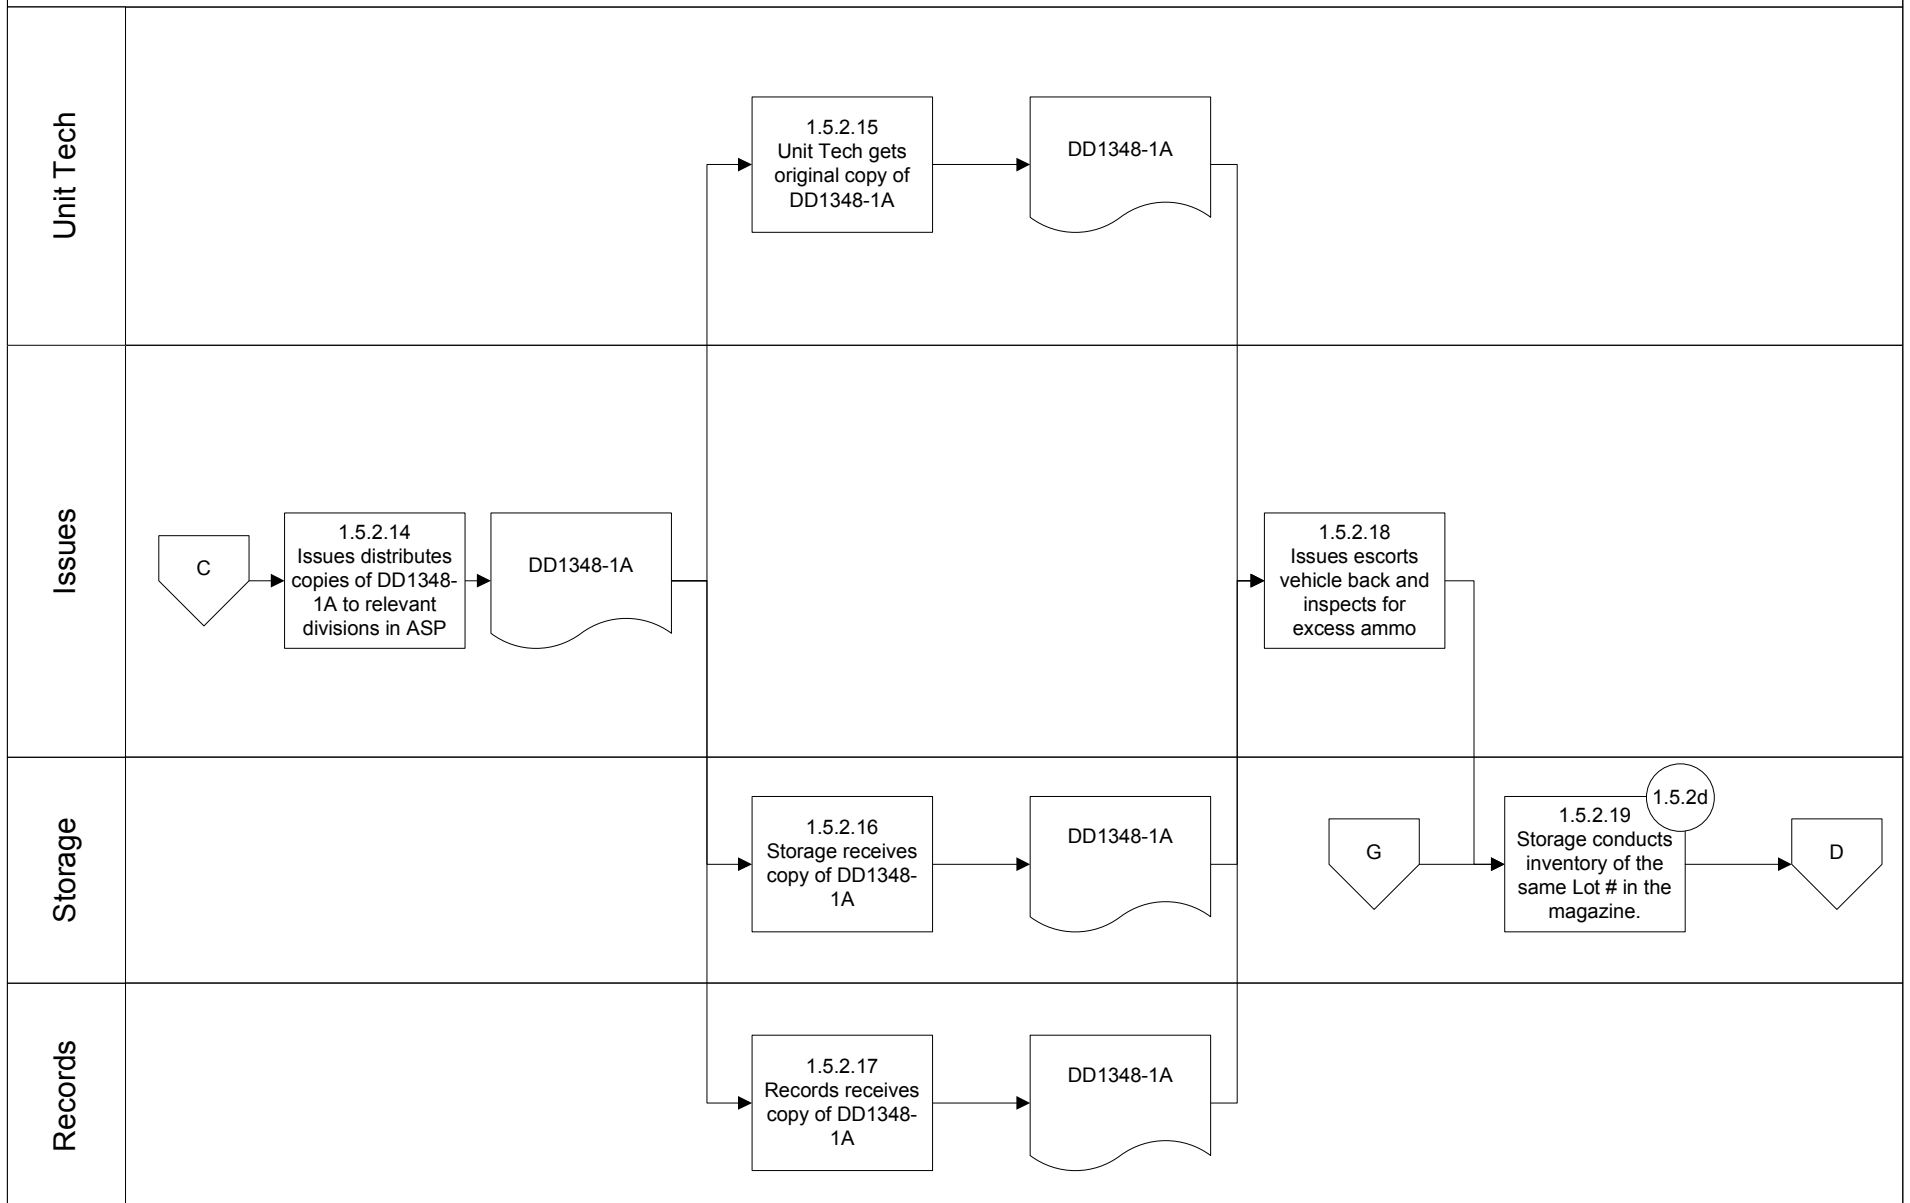 Unit Tech
1.5.2.15
Unit Tech gets
original copy of
DD1348-1A
DD1348-1A
Issues
C
1.5.2.14
Issues distributes
copies of DD1348-
1A to relevant
divisions in ASP
DD1348-1A
1.5.2.18
Issues escorts
vehicle back and
inspects for
excess ammo
Storage
1.5.2.16
Storage receives
copy of DD1348-
1A
DD1348-1A
G
1.5.2d
1.5.2.19
Storage conducts
inventory of the
same Lot # in the
magazine.
D
Records
1.5.2.17
Records receives
copy of DD1348-
1A
DD1348-1A